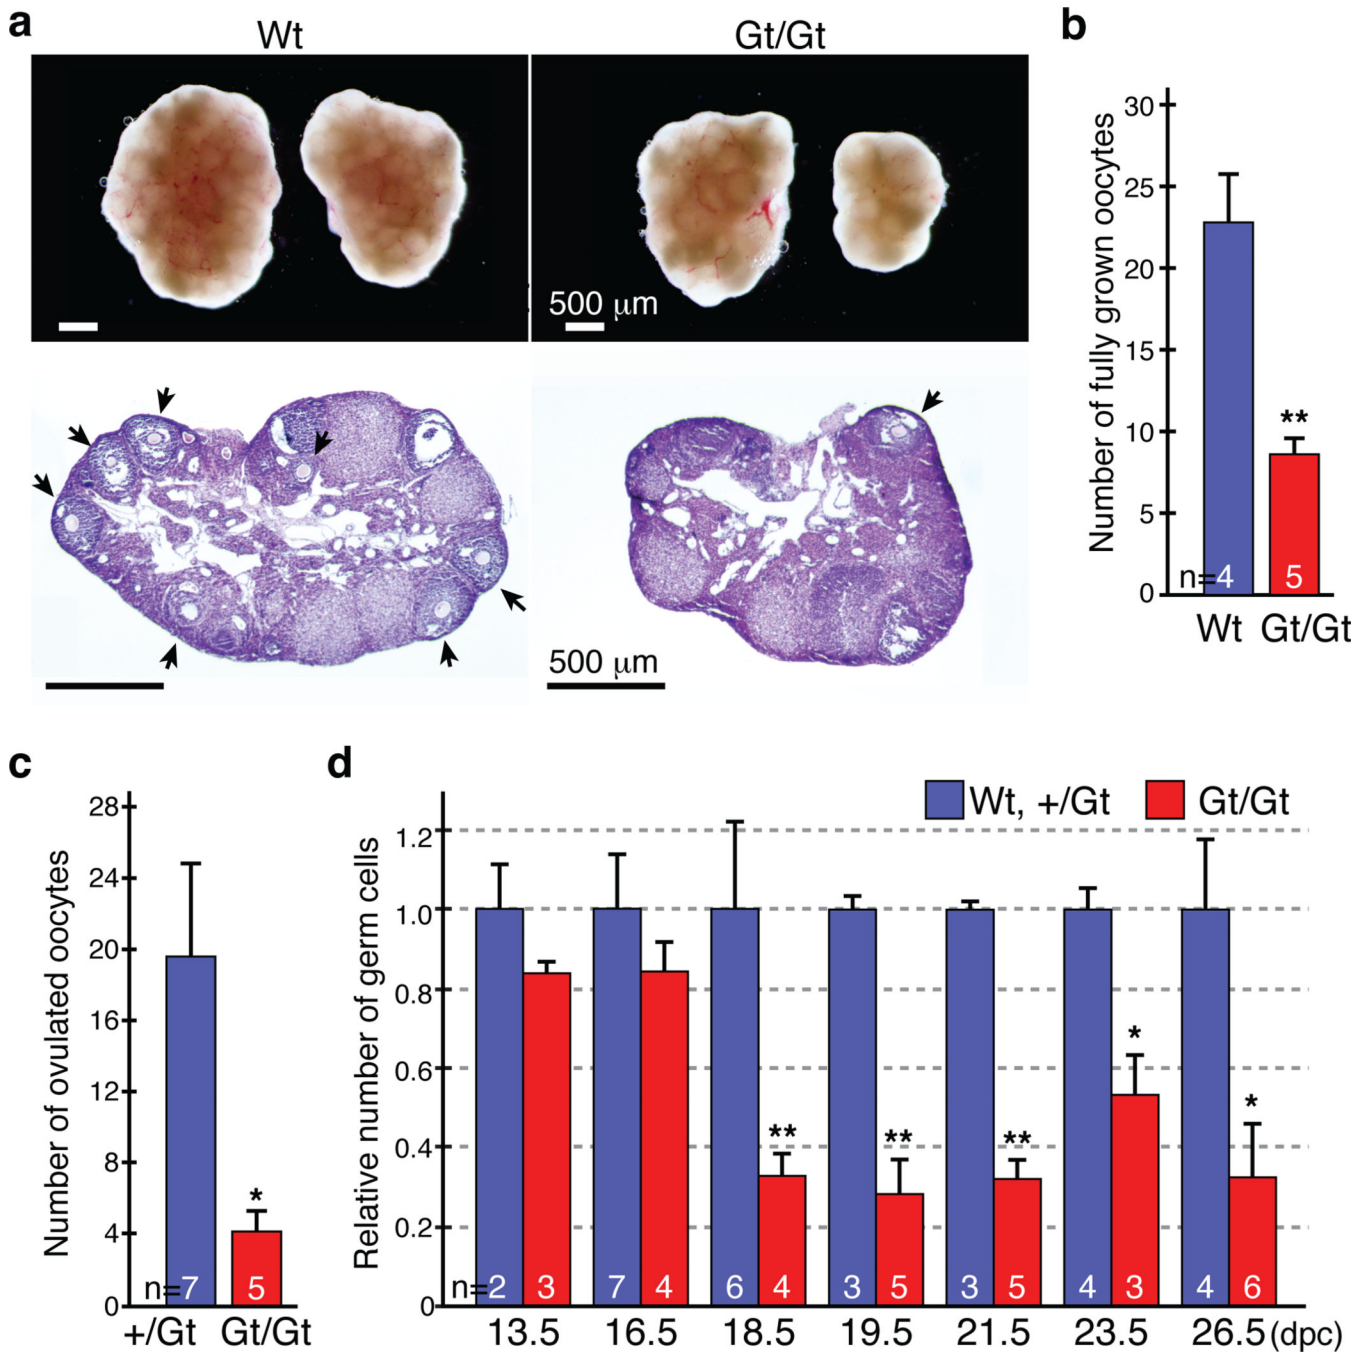 a
Wt
Gt/Gt
500 μm
500 μm
b
Number of fully grown oocytes
30
25
20
15
10
5
0
**
n=4
5
Wt
Gt/Gt
c
Number of ovulated oocytes
28
24
20
16
12
8
4
0
*
n=7
5
+/Gt
Gt/Gt
d
Wt, +/Gt
Gt/Gt
Relative number of germ cells
1.2
1.0
0.8
0.6
0.4
0.2
0
** ** ** * *
n=2 3 7 4 6 4 3 5 3 5 4 3 4 6
13.5 16.5 18.5 19.5 21.5 23.5 26.5 (dpc)